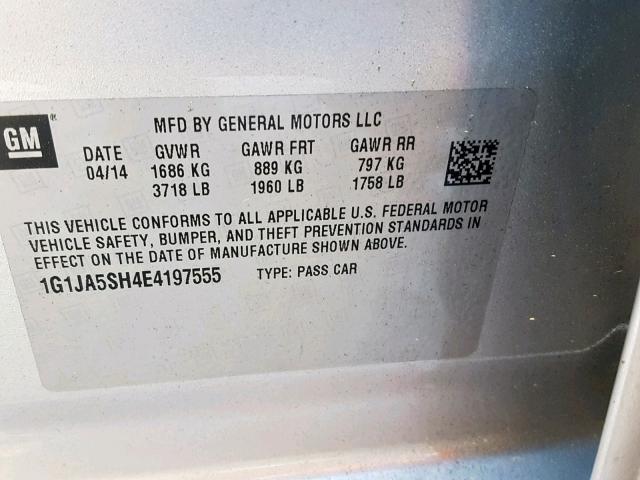 GM ®
MFD BY GENERAL MOTORS LLC
DATE GVWR GAWR FRT GAWR RR
04/14 1686 KG 889 KG 797 KG
3718 LB 1960 LB 1758 LB
THIS VEHICLE CONFORMS TO ALL APPLICABLE U.S. FEDERAL MOTOR
VEHICLE SAFETY, BUMPER, AND THEFT PREVENTION STANDARDS IN
EFFECT ON THE DATE OF MANUFACTURE SHOWN ABOVE.
1G1JA5SH4E4197555 TYPE: PASS CAR